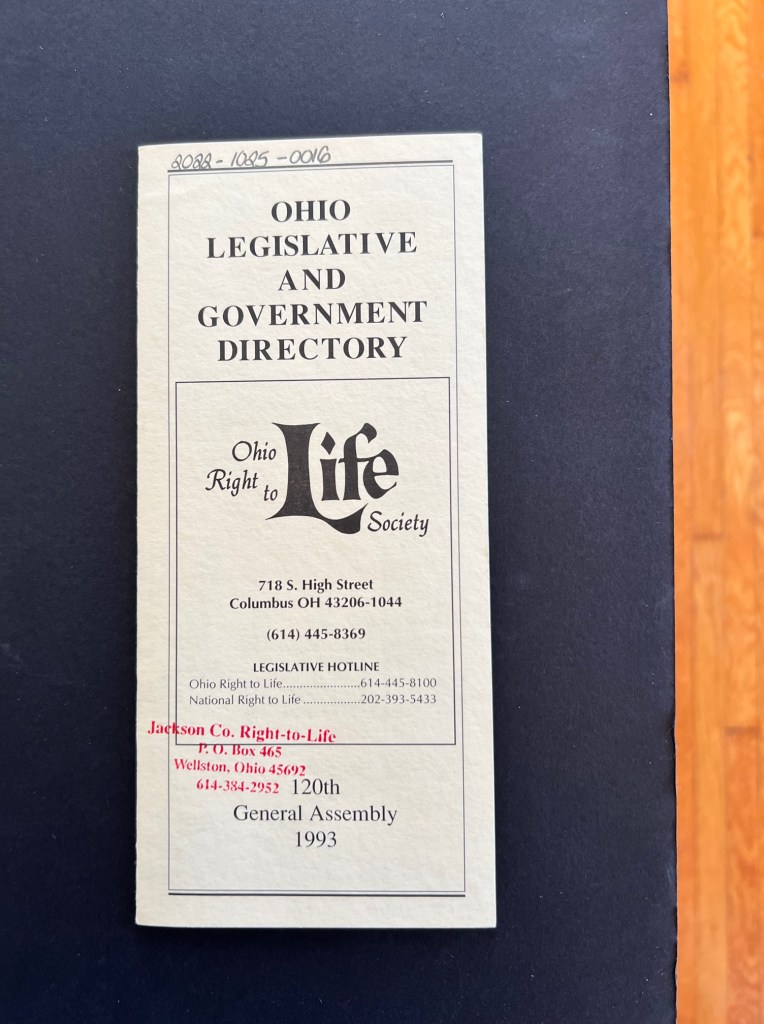 2022-1025-0016
OHIO
LEGISLATIVE
AND
GOVERNMENT
DIRECTORY
Ohio
Right to Life
Society
718 S. High Street
Columbus OH 43206-1044
(614) 445-8369
LEGISLATIVE HOTLINE
Ohio Right to Life.......................614-445-8100
National Right to Life .................202-393-5433
Jackson Co. Right-to-Life
P. O. Box 465
Wellston, Ohio 45692
614-384-2952
120th
General Assembly
1993